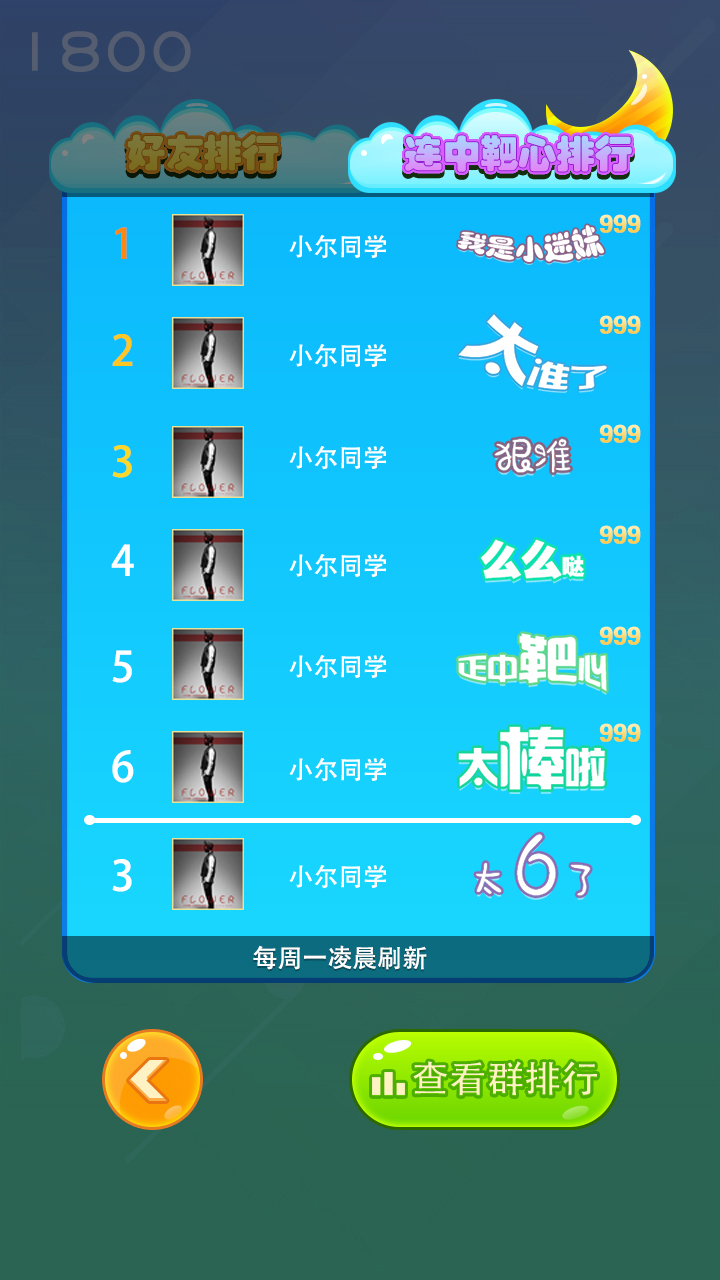 1800
好友排行 连中靶心排行
1 FLOWER 小尔同学 我是小迷妹 999
2 FLOWER 小尔同学 太准了 999
3 FLOWER 小尔同学 狠准 999
4 FLOWER 小尔同学 么么哒 999
5 FLOWER 小尔同学 正中靶心 999
6 FLOWER 小尔同学 太棒啦 999
3 FLOWER 小尔同学 太6了
每周一凌晨刷新
查看群排行